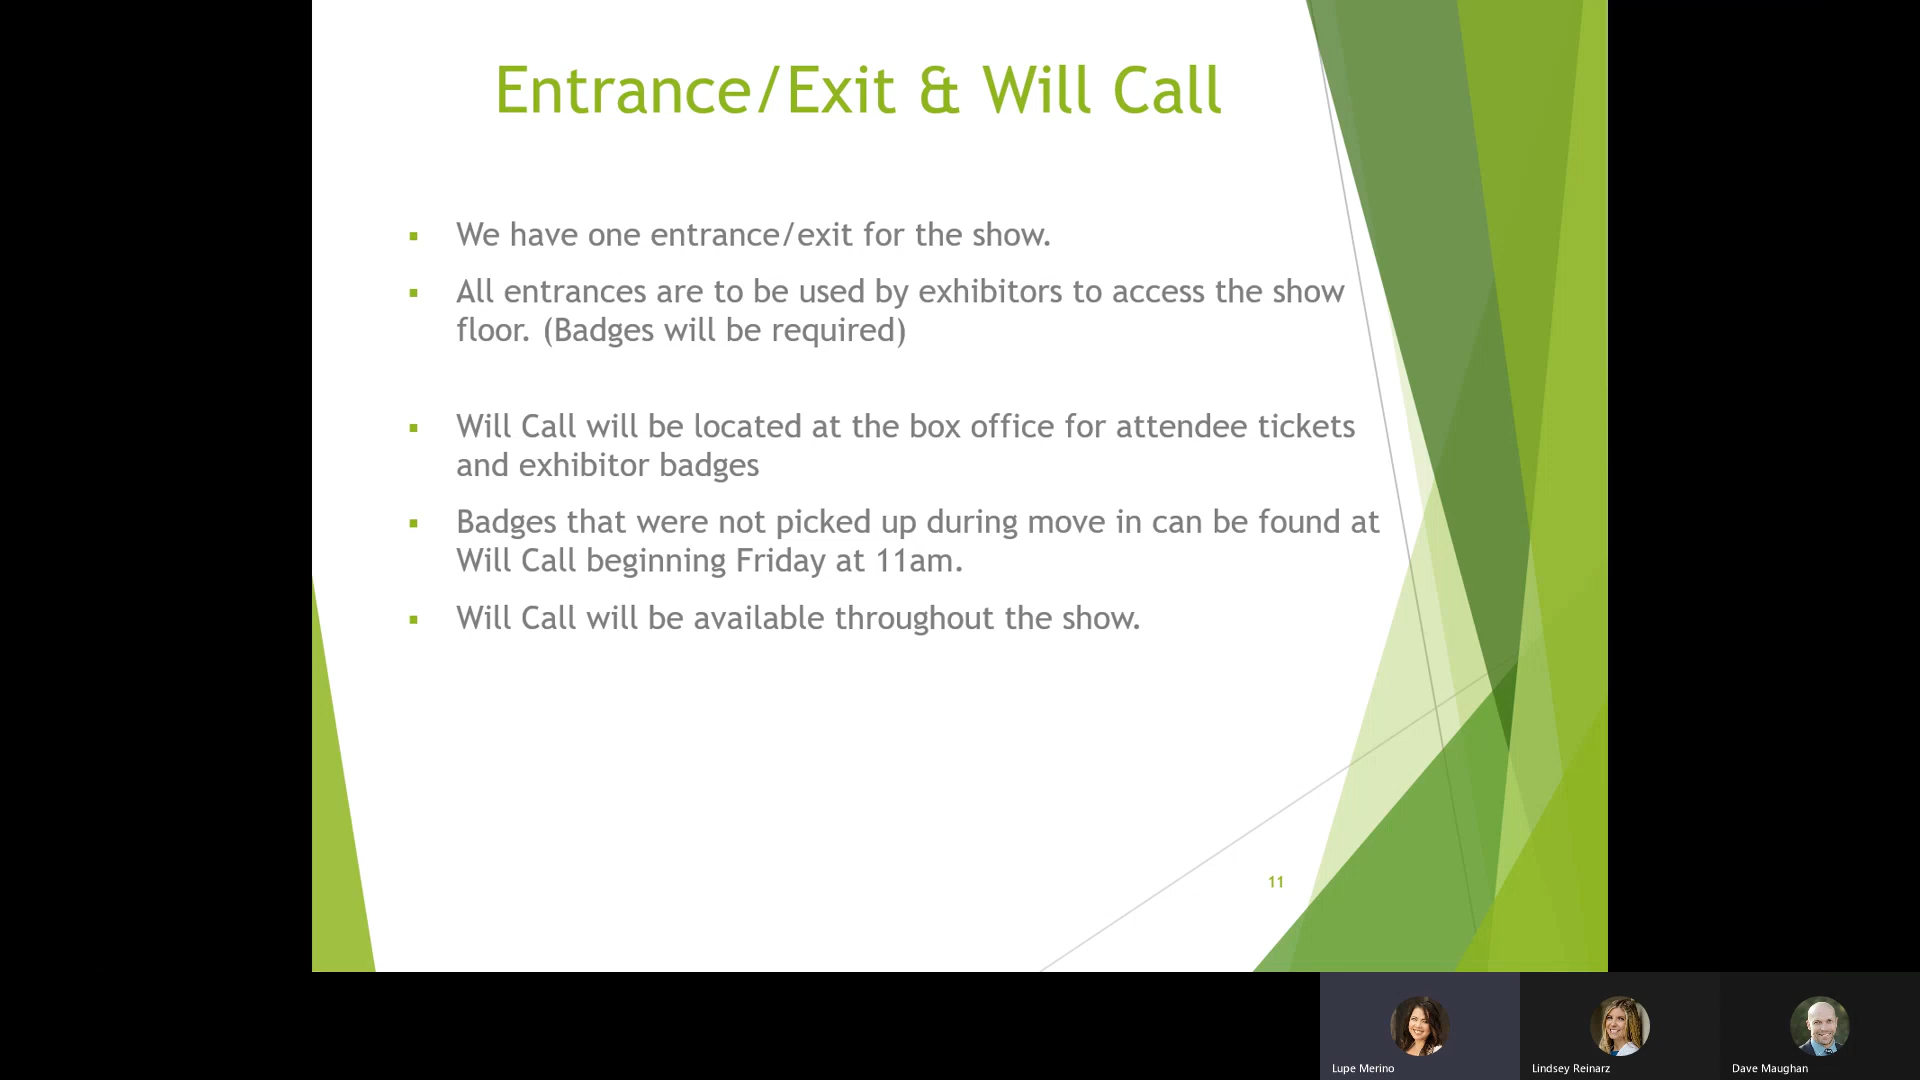 Entrance/Exit & Will Call
▪ We have one entrance/exit for the show.
▪ All entrances are to be used by exhibitors to access the show
floor. (Badges will be required)
▪ Will Call will be located at the box office for attendee tickets
and exhibitor badges
▪ Badges that were not picked up during move in can be found at
Will Call beginning Friday at 11am.
▪ Will Call will be available throughout the show.
11
Lupe Merino
Lindsey Reinarz
Dave Maughan